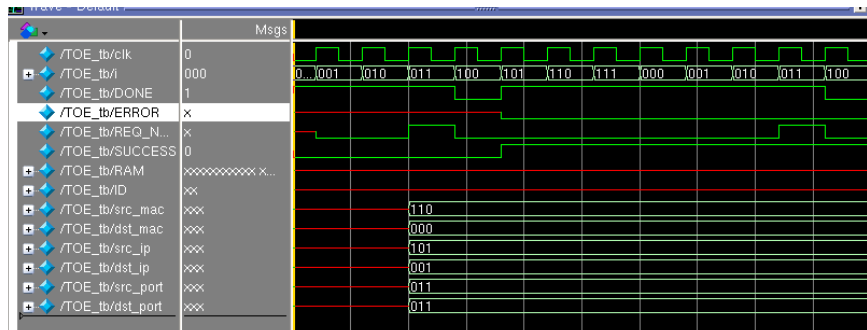 Wave - Default
Msgs
/TOE_tb/clk 0
/TOE_tb/i 000 0... 001 010 011 100 101 110 111 000 001 010 011 100
/TOE_tb/DONE 1
/TOE_tb/ERROR x
/TOE_tb/REQ_N... x
/TOE_tb/SUCCESS 0
/TOE_tb/RAM xxxxxxxxxx x...
/TOE_tb/ID xx
/TOE_tb/src_mac xxx 110
/TOE_tb/dst_mac xxx 000
/TOE_tb/src_ip xxx 101
/TOE_tb/dst_ip xxx 001
/TOE_tb/src_port xxx 011
/TOE_tb/dst_port xxx 011